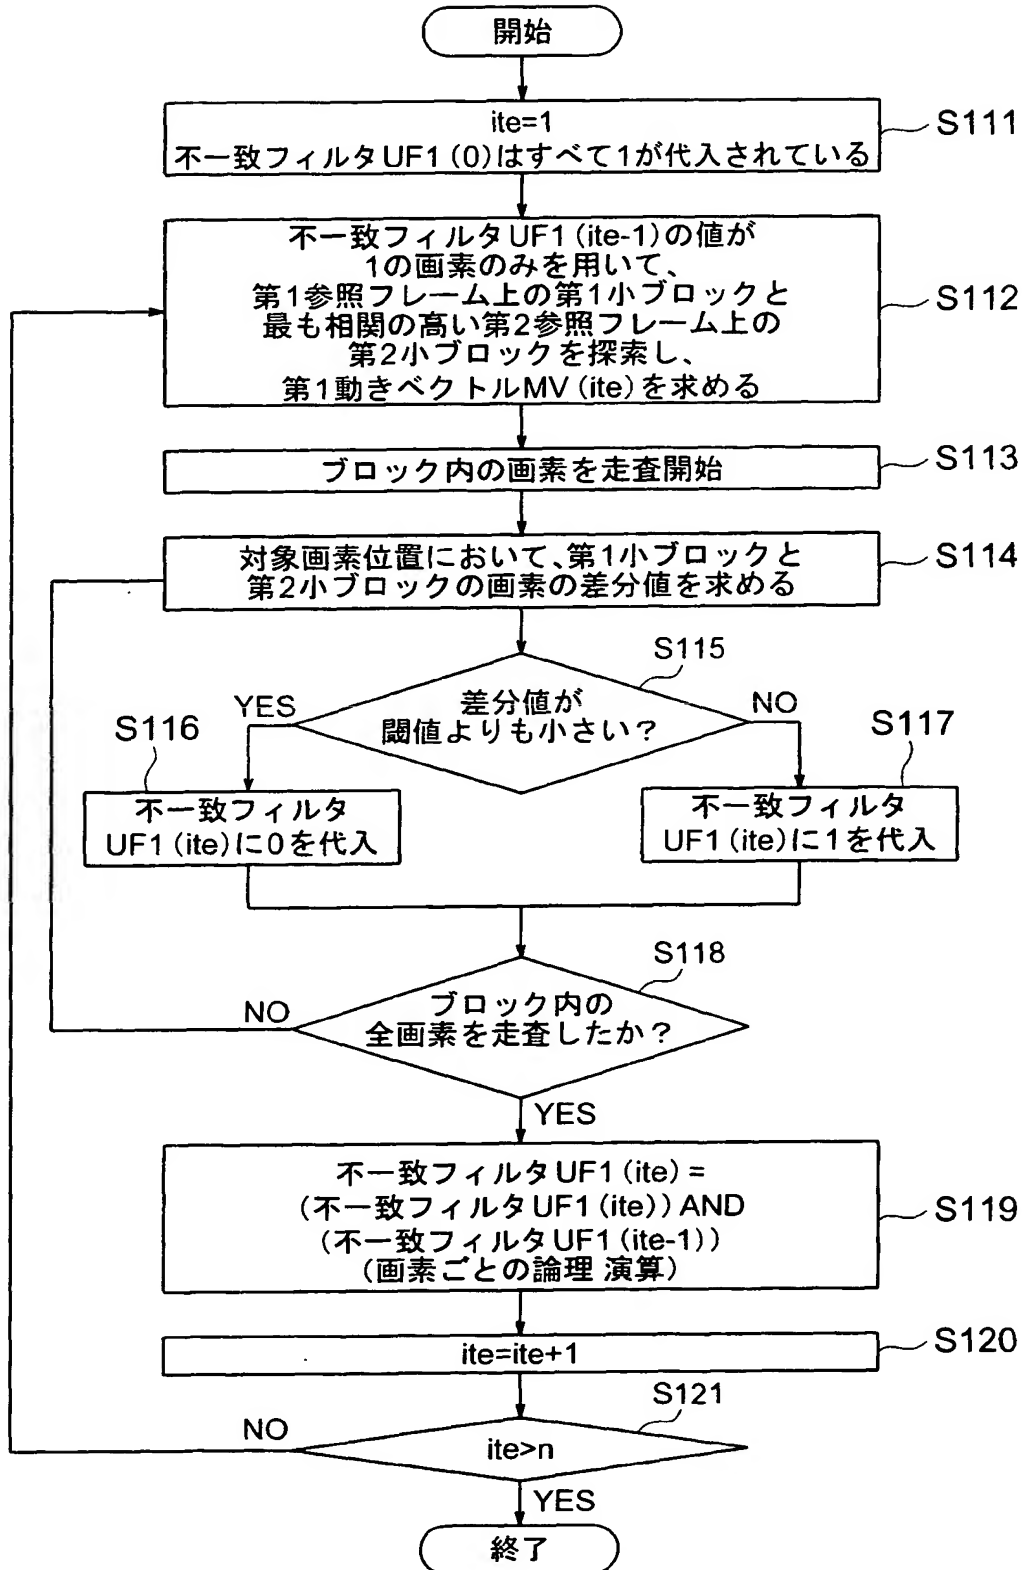 開始
ite=1
不一致フィルタUF1(0)はすべて1が代入されている
S111
不一致フィルタUF1(ite-1)の値が
1の画素のみを用いて、
第1参照フレーム上の第1小ブロックと
最も相関の高い第2参照フレーム上の
第2小ブロックを探索し、
第1動きベクトルMV(ite)を求める
S112
ブロック内の画素を走査開始
S113
対象画素位置において、第1小ブロックと
第2小ブロックの画素の差分値を求める
S114
S115
差分値が
閾値よりも小さい?
YES
NO
S116
不一致フィルタ
UF1(ite)に0を代入
S117
不一致フィルタ
UF1(ite)に1を代入
S118
ブロック内の
全画素を走査したか?
NO
YES
不一致フィルタUF1(ite)=
(不一致フィルタUF1(ite))AND
(不一致フィルタUF1(ite-1))
(画素ごとの論理 演算)
S119
ite=ite+1
S120
S121
ite>n
NO
YES
終了